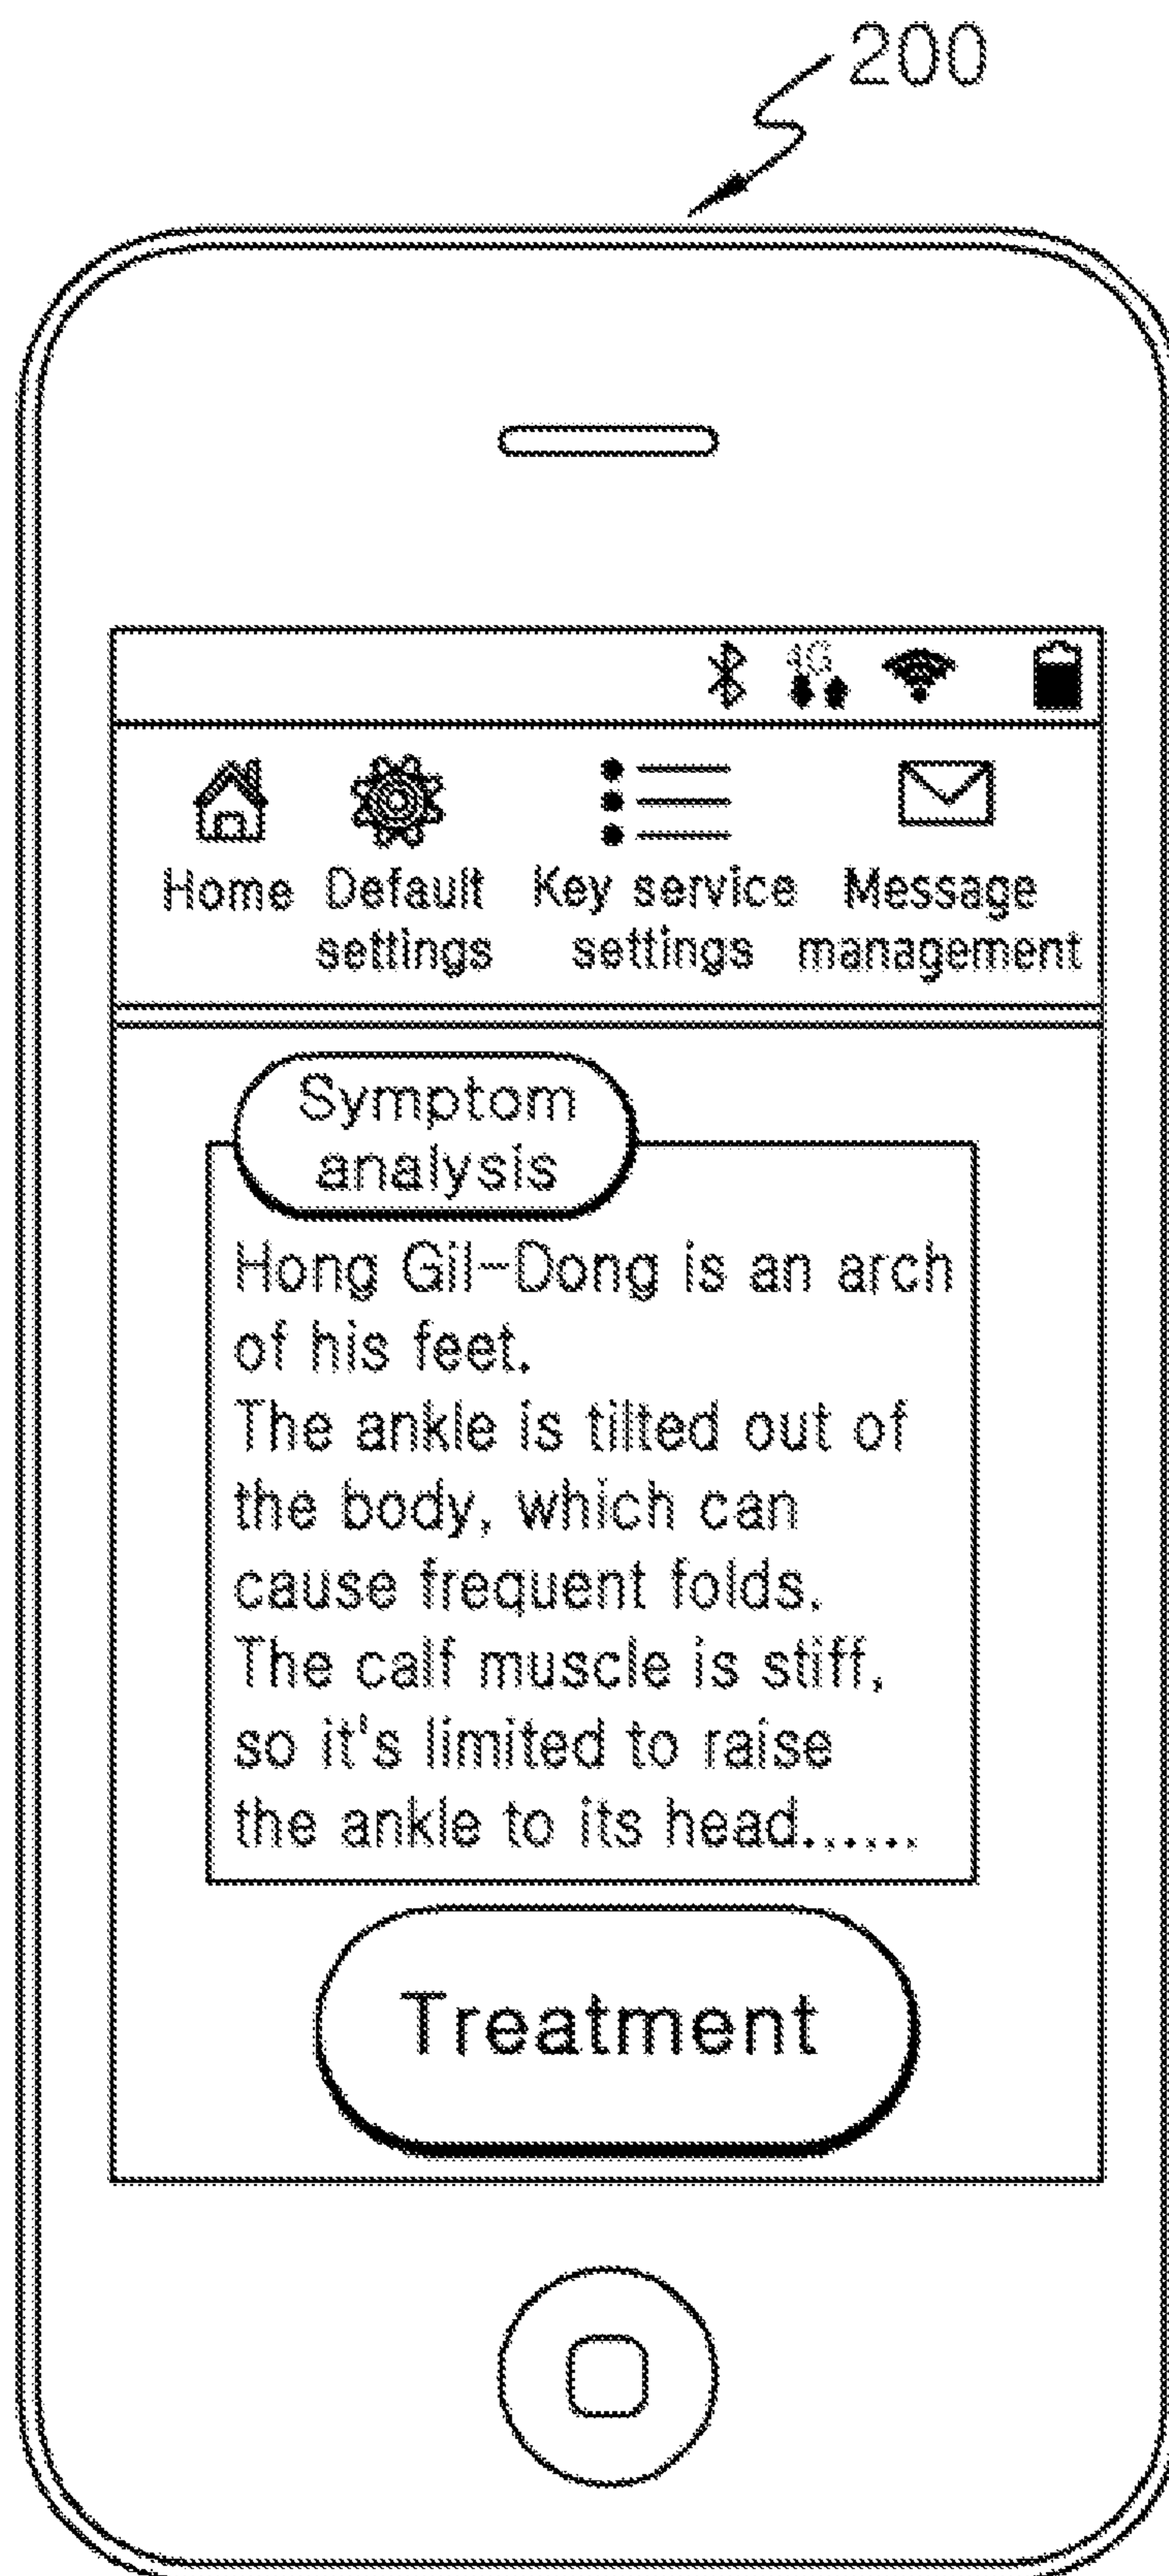 200
4G
Home Default Key service Message
settings settings management
Symptom
analysis
Hong Gil-Dong is an arch
of his feet.
The ankle is tilted out of
the body, which can
cause frequent folds.
The calf muscle is stiff,
so it's limited to raise
the ankle to its head......
Treatment